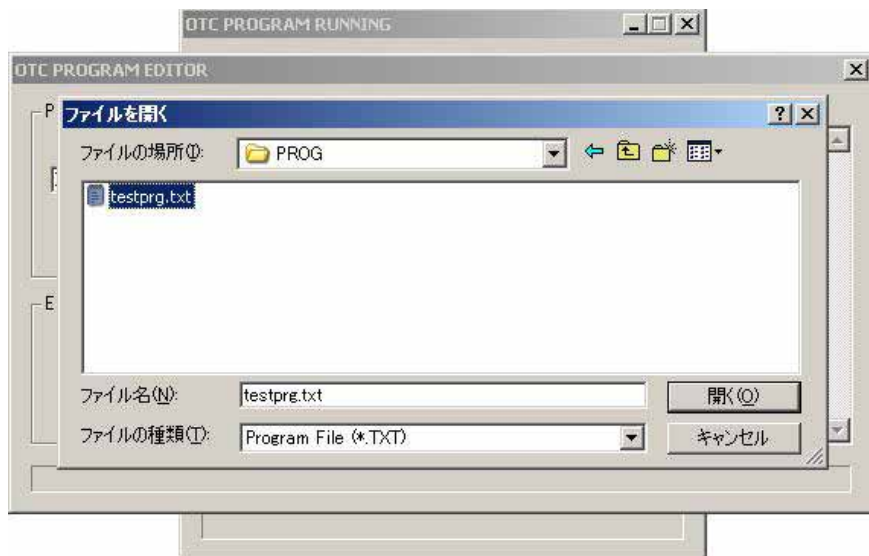 OTC PROGRAM RUNNING
OTC PROGRAM EDITOR
P
ファイルを開く
ファイルの場所(I):
PROG
testprg.txt
E
ファイル名(N):
testprg.txt
開く(O)
ファイルの種類(T):
Program File (*.TXT)
キャンセル